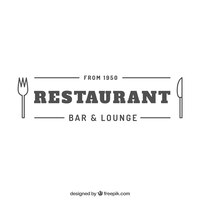 FROM 1950
RESTAURANT
BAR & LOUNGE
designed by freepik.com